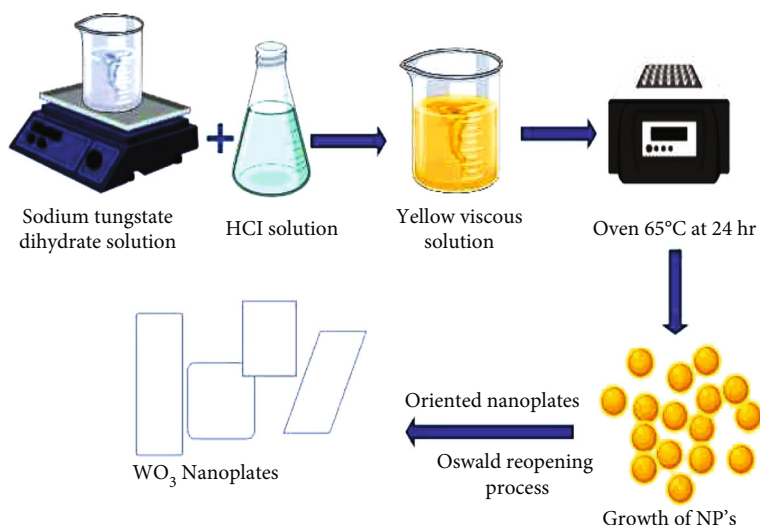 Sodium tungstate
dihydrate solution
HCI solution
Yellow viscous
solution
Oven 65°C at 24 hr
Oriented nanoplates
Oswald reopening
process
WO₃ Nanoplates
Growth of NP's